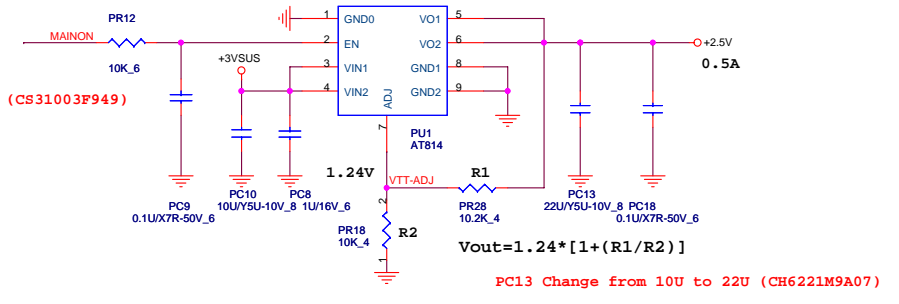 PR12
MAINON
10K_6
(CS31003F949)
PC9
0.1U/X7R-50V_6
+3VSUS
PC10
10U/Y5U-10V_8
PC8
1U/16V_6
1
GND0
2
EN
3
VIN1
4
VIN2
VO1
5
VO2
6
GND1
8
GND2
9
ADJ
7
PU1
AT814
1.24V
VTT-ADJ
R1
PR28
10.2K_4
2
PR18
10K_4
R2
1
+2.5V
0.5A
PC13
22U/Y5U-10V_8
PC18
0.1U/X7R-50V_6
Vout=1.24*[1+(R1/R2)]
PC13 Change from 10U to 22U (CH6221M9A07)